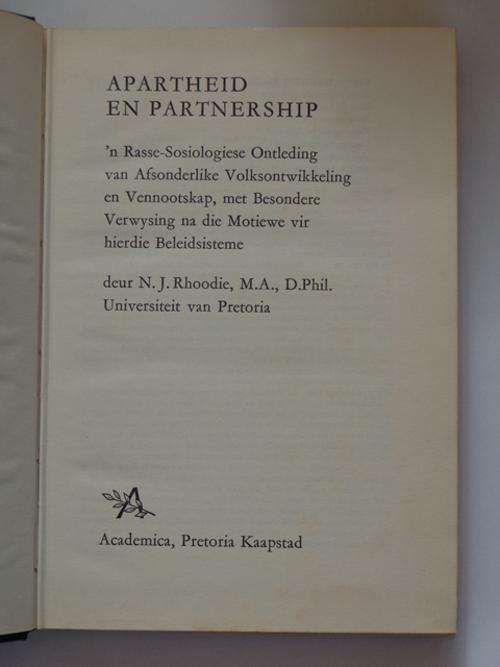 APARTHEID
EN PARTNERSHIP
'n Rasse-Sosiologiese Ontleding
van Afsonderlike Volksontwikkeling
en Vennootskap, met Besondere
Verwysing na die Motiewe vir
hierdie Beleidsisteme
deur N. J. Rhoodie, M.A., D.Phil.
Universiteit van Pretoria
A
Academica, Pretoria Kaapstad